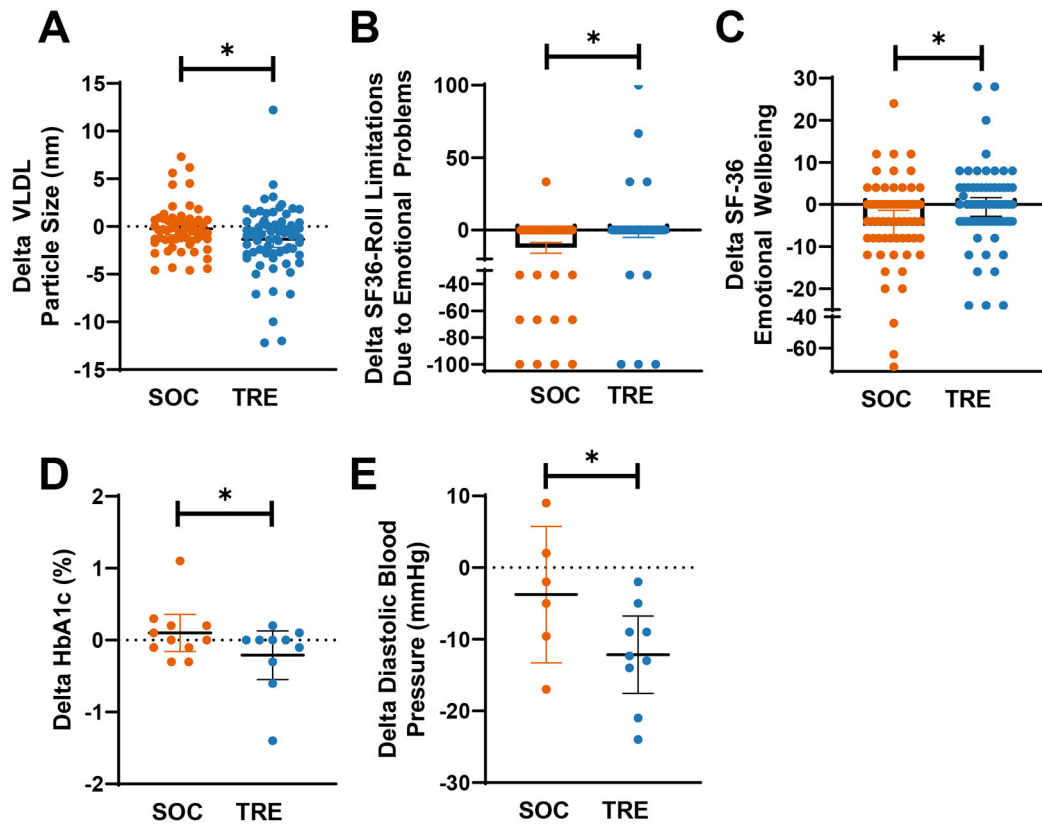 A
*
Delta VLDL
Particle Size (nm)
15
10
5
0
-5
-10
-15
SOC
TRE
B
*
Delta SF36-Roll Limitations
Due to Emotional Problems
100
50
0
-40
-60
-80
-100
SOC
TRE
C
*
Delta SF-36
Emotional Wellbeing
30
20
10
0
-10
-20
-40
-60
SOC
TRE
D
*
Delta HbA1c (%)
2
1
0
-1
-2
SOC
TRE
E
*
Delta Diastolic Blood
Pressure (mmHg)
10
0
-10
-20
-30
SOC
TRE